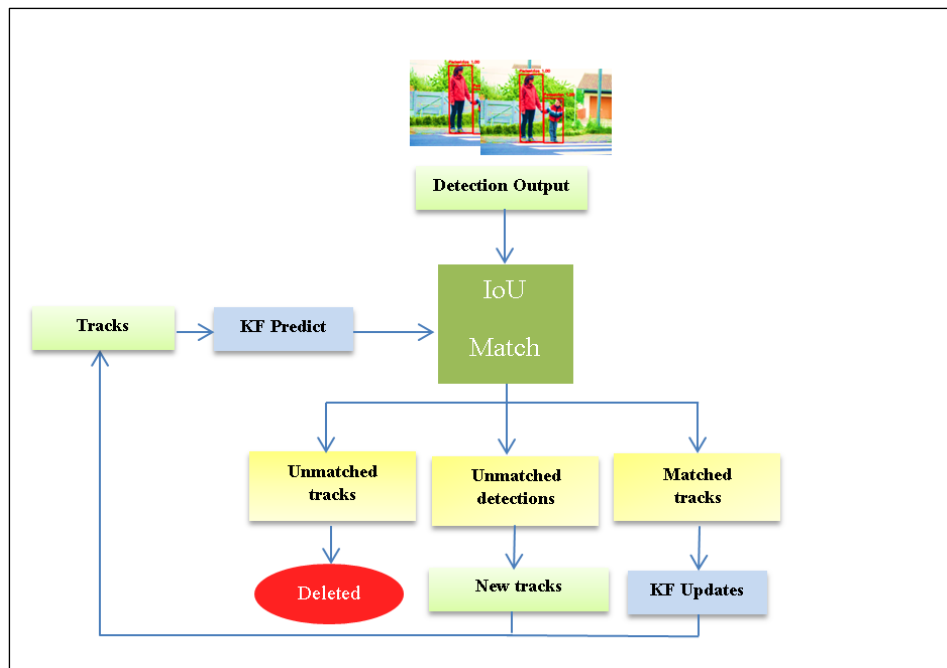 Detection Output
IoU
Match
Tracks
KF Predict
Unmatched
tracks
Unmatched
detections
Matched
tracks
Deleted
New tracks
KF Updates